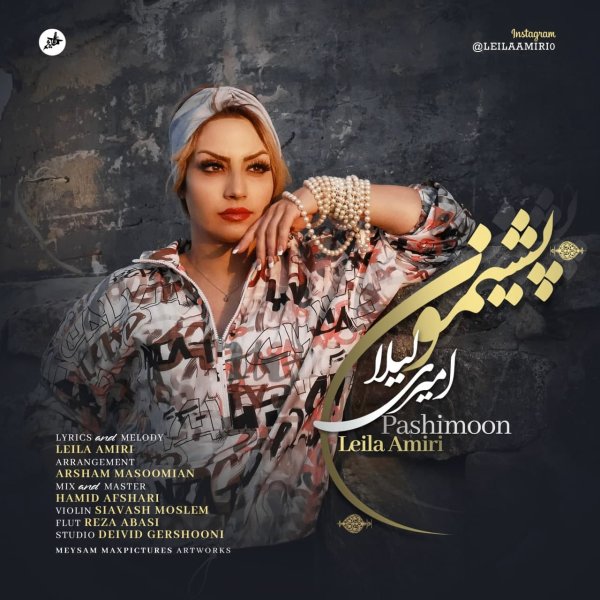 Instagram
@LEILAAMIRI0
پشیمون
لیلا امیری
Pashimoon
Leila Amiri
LYRICS and MELODY
LEILA AMIRI
ARRANGEMENT
ARSHAM MASOOMIAN
MIX and MASTER
HAMID AFSHARI
VIOLIN SIAVASH MOSLEM
FLUT REZA ABASI
STUDIO DEIVID GERSHOONI
MEYSAM MAXPICTURES ARTWORKS